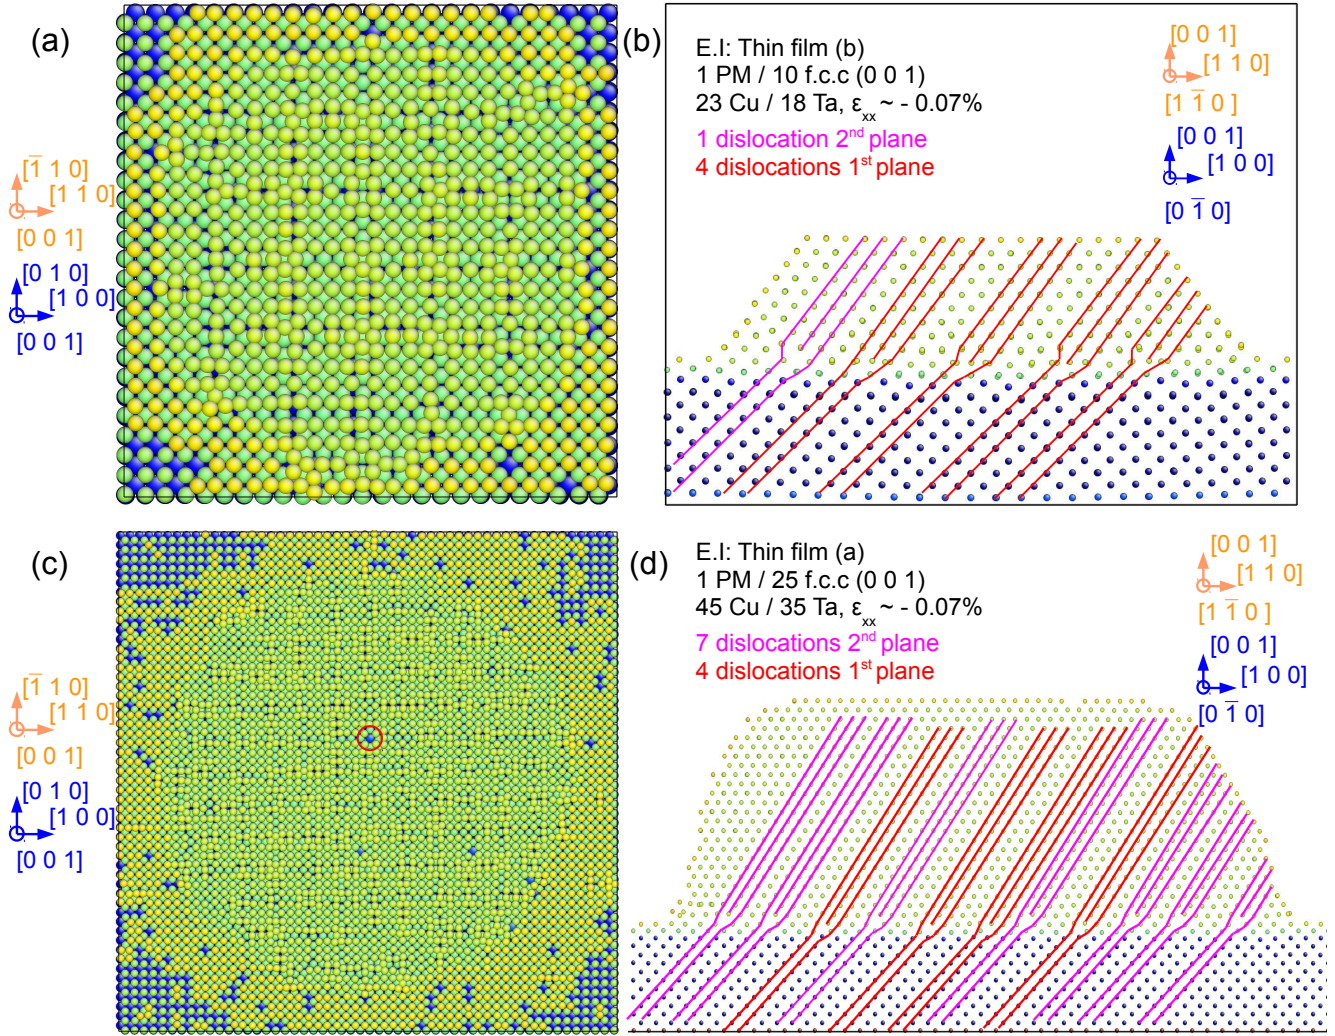 (a)
[1̅ 1 0]
[1 1 0]
[0 0 1]
[0 1 0]
[1 0 0]
[0 0 1]
(b)
E.I: Thin film (b)
1 PM / 10 f.c.c (0 0 1)
23 Cu / 18 Ta, ε_xx ~ - 0.07%
1 dislocation 2nd plane
4 dislocations 1st plane
[0 0 1]
[1 1 0]
[1 1̅ 0]
[0 0 1]
[1 0 0]
[0 1̅ 0]
(c)
[1̅ 1 0]
[1 1 0]
[0 0 1]
[0 1 0]
[1 0 0]
[0 0 1]
(d)
E.I: Thin film (a)
1 PM / 25 f.c.c (0 0 1)
45 Cu / 35 Ta, ε_xx ~ - 0.07%
7 dislocations 2nd plane
4 dislocations 1st plane
[0 0 1]
[1 1 0]
[1 1̅ 0]
[0 0 1]
[1 0 0]
[0 1̅ 0]